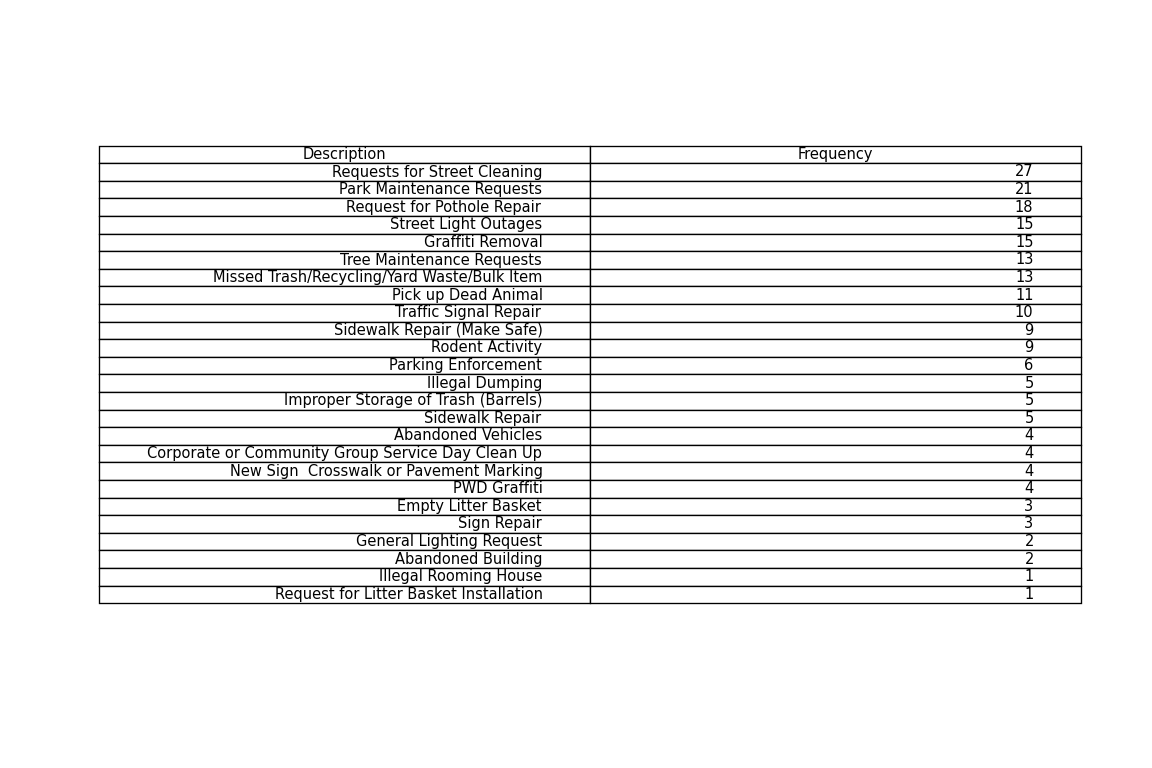 Description Frequency
Requests for Street Cleaning 27
Park Maintenance Requests 21
Request for Pothole Repair 18
Street Light Outages 15
Graffiti Removal 15
Tree Maintenance Requests 13
Missed Trash/Recycling/Yard Waste/Bulk Item 13
Pick up Dead Animal 11
Traffic Signal Repair 10
Sidewalk Repair (Make Safe) 9
Rodent Activity 9
Parking Enforcement 6
Illegal Dumping 5
Improper Storage of Trash (Barrels) 5
Sidewalk Repair 5
Abandoned Vehicles 4
Corporate or Community Group Service Day Clean Up 4
New Sign  Crosswalk or Pavement Marking 4
PWD Graffiti 4
Empty Litter Basket 3
Sign Repair 3
General Lighting Request 2
Abandoned Building 2
Illegal Rooming House 1
Request for Litter Basket Installation 1